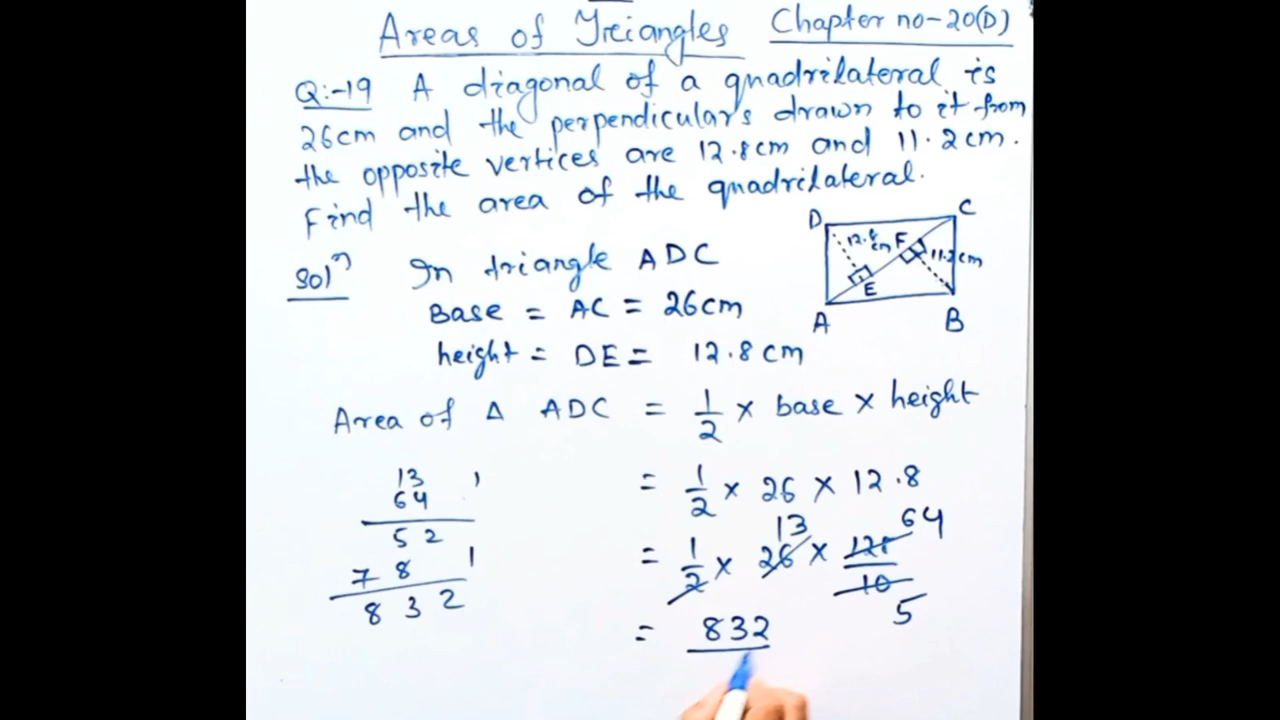 Areas of Treiangles Chapter no-20(D)
Q:-19 A diagonal of a quadrilateral is
26cm and the perpendiculars drawn to it from
the opposite vertices are 12.8cm and 11.2cm.
Find the area of the quadrilateral.
D C
12.8 cm F 11.2cm
E
A B
Solⁿ In triangle ADC
Base = AC = 26cm
height = DE = 12.8cm
Area of Δ ADC = 1/2 × base × height
= 1/2 × 26 × 12.8
13 64
= 1/2 × 26 × 128/10
5
= 832
13
64
52
78
832